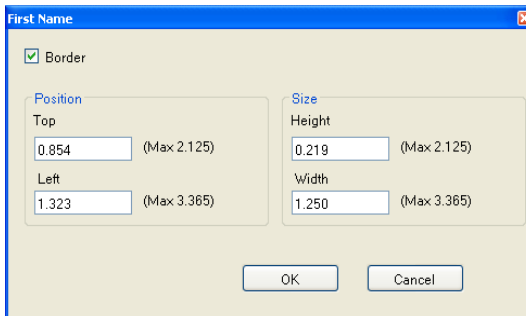 First Name
Border
Position
Top
0.854 (Max 2.125)
Left
1.323 (Max 3.365)
Size
Height
0.219 (Max 2.125)
Width
1.250 (Max 3.365)
OK Cancel